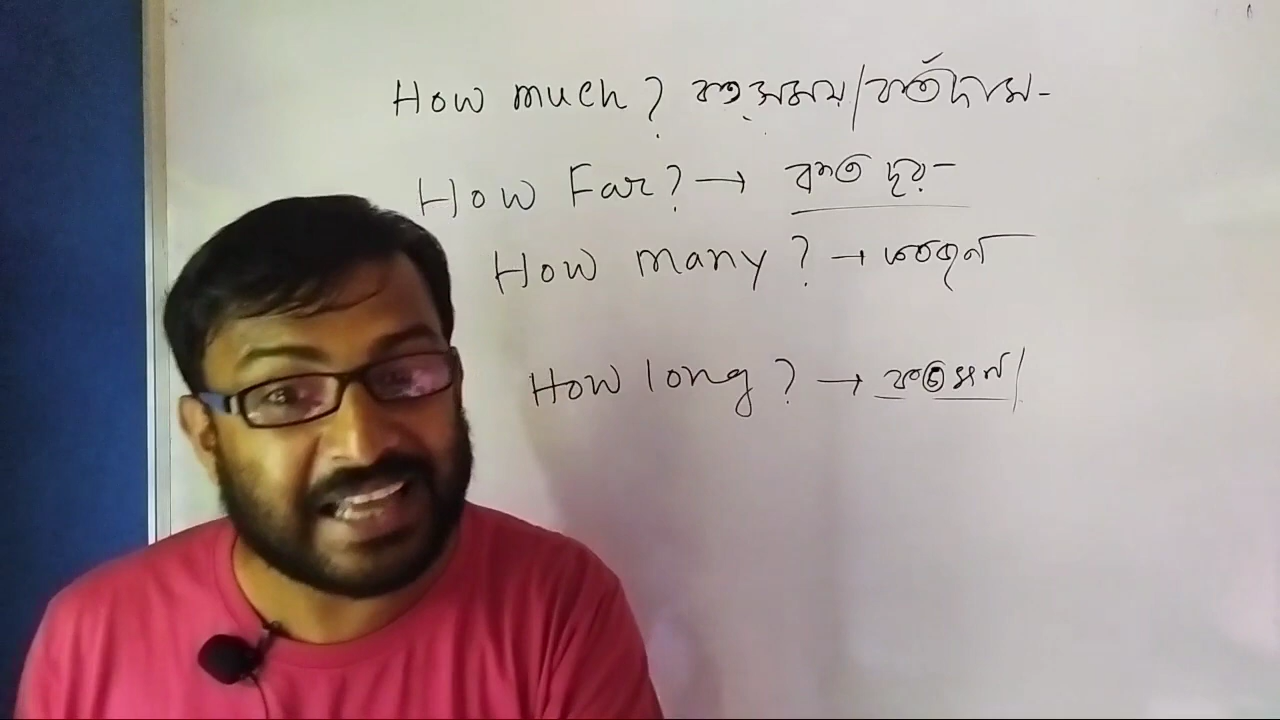 How much? কত সময়/কত দাম-
How Far? → কত দূর-
How many? → কতজন
How long? → কতক্ষণ/